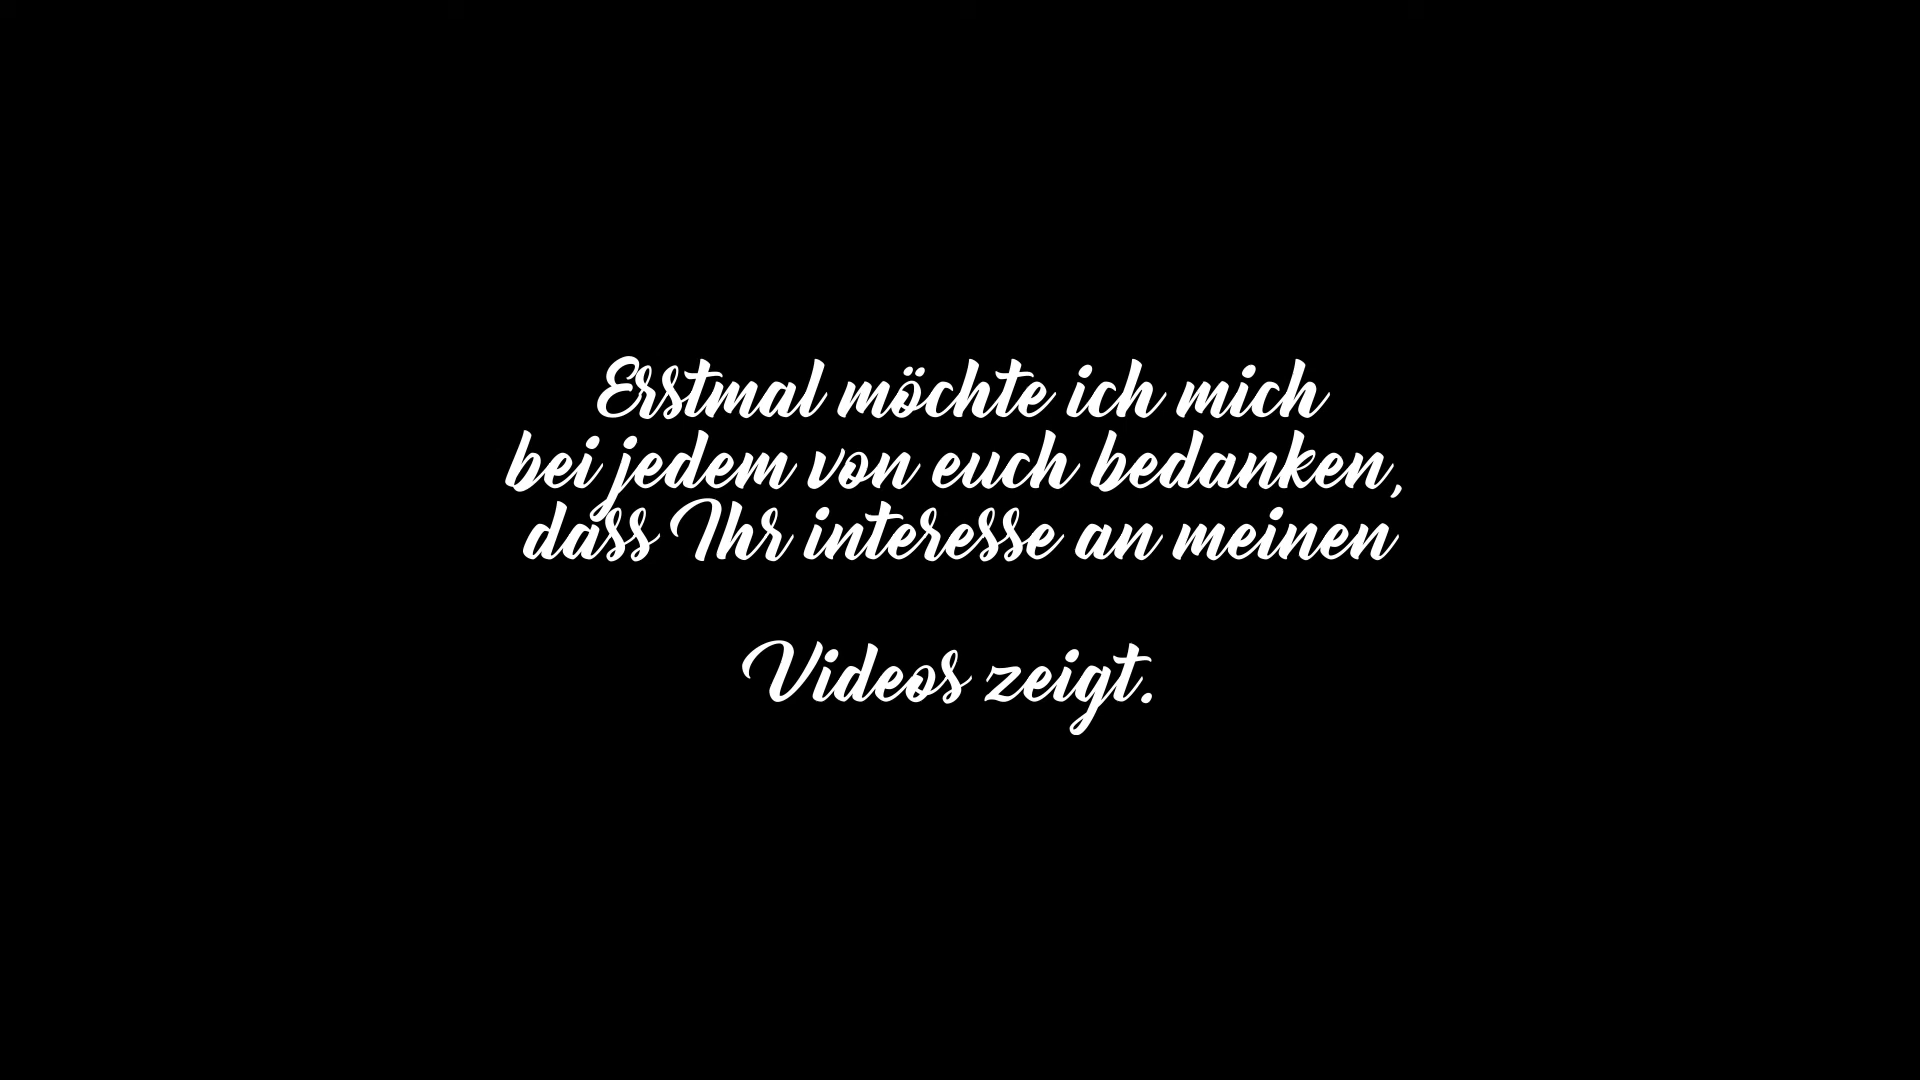 Erstmal möchte ich mich
bei jedem von euch bedanken,
dass Ihr interesse an meinen
Videos zeigt.